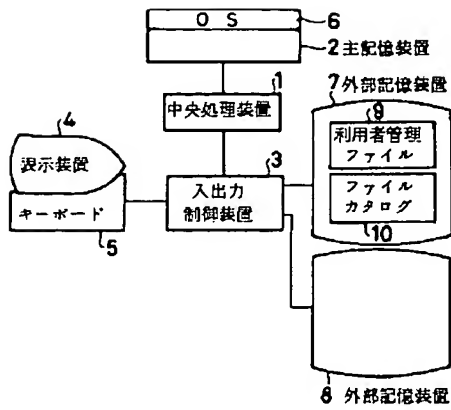 OS
6
2 主記憶装置
1
中央処理装置
7 外部記憶装置
4
9
利用者管理
ファイル
表示装置
3
入出力
制御装置
ファイル
カタログ
キーボード
10
5
8 外部記憶装置